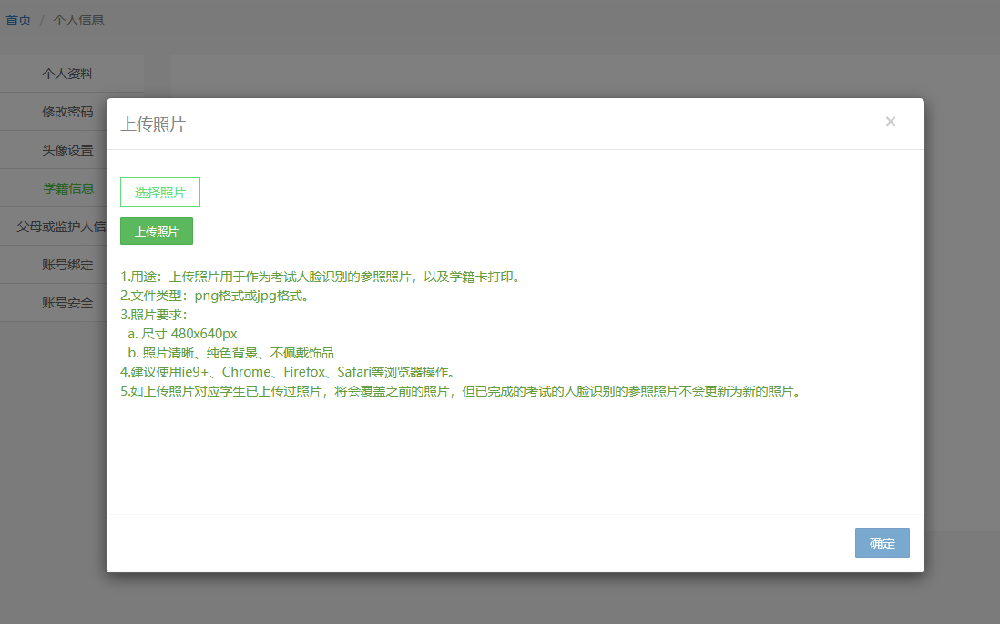 首页 / 个人信息
个人资料
修改密码
头像设置
学籍信息
父母或监护人信
账号绑定
账号安全
上传照片
×
选择照片
上传照片
1.用途：上传照片用于作为考试人脸识别的参照照片，以及学籍卡打印。
2.文件类型：png格式或jpg格式。
3.照片要求：
a. 尺寸 480x640px
b. 照片清晰、纯色背景、不佩戴饰品
4.建议使用ie9+、Chrome、Firefox、Safari等浏览器操作。
5.如上传照片对应学生已上传过照片，将会覆盖之前的照片，但已完成的考试的人脸识别的参照照片不会更新为新的照片。
确定